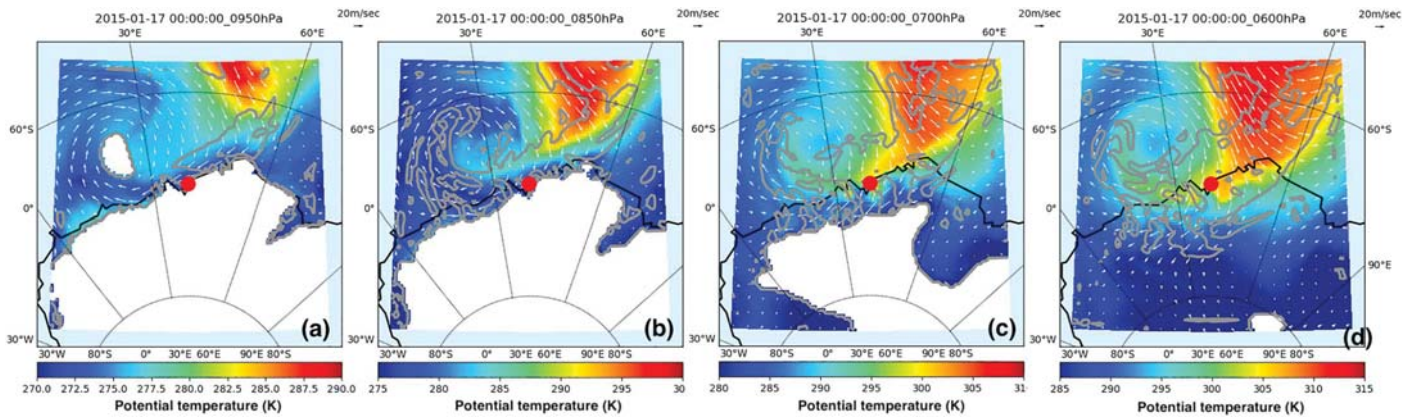 2015-01-17 00:00:00_0950hPa 20m/sec
30°E 60°E
60°S
0°
30°W
30°W 80°S 0° 30°E 60°E 90°E 80°S
(a)
270.0 272.5 275.0 277.5 280.0 282.5 285.0 287.5 290.0
Potential temperature (K)
2015-01-17 00:00:00_0850hPa 20m/sec
30°E 60°E
60°S
0°
30°W
30°W 80°S 0° 30°E 60°E 90°E 80°S
(b)
275 280 285 290 295 30
Potential temperature (K)
2015-01-17 00:00:00_0700hPa 20m/sec
30°E 60°E
60°S
0°
30°W
30°W 80°S 0° 30°E 60°E 90°E 80°S
(c)
280 285 290 295 300 305 31
Potential temperature (K)
2015-01-17 00:00:00_0600hPa 20m/sec
30°E 60°E
60°S 60°S
0° 90°E
30°W
30°W 80°S 0° 30°E 60°E 90°E 80°S
(d)
285 290 295 300 305 310 315
Potential temperature (K)